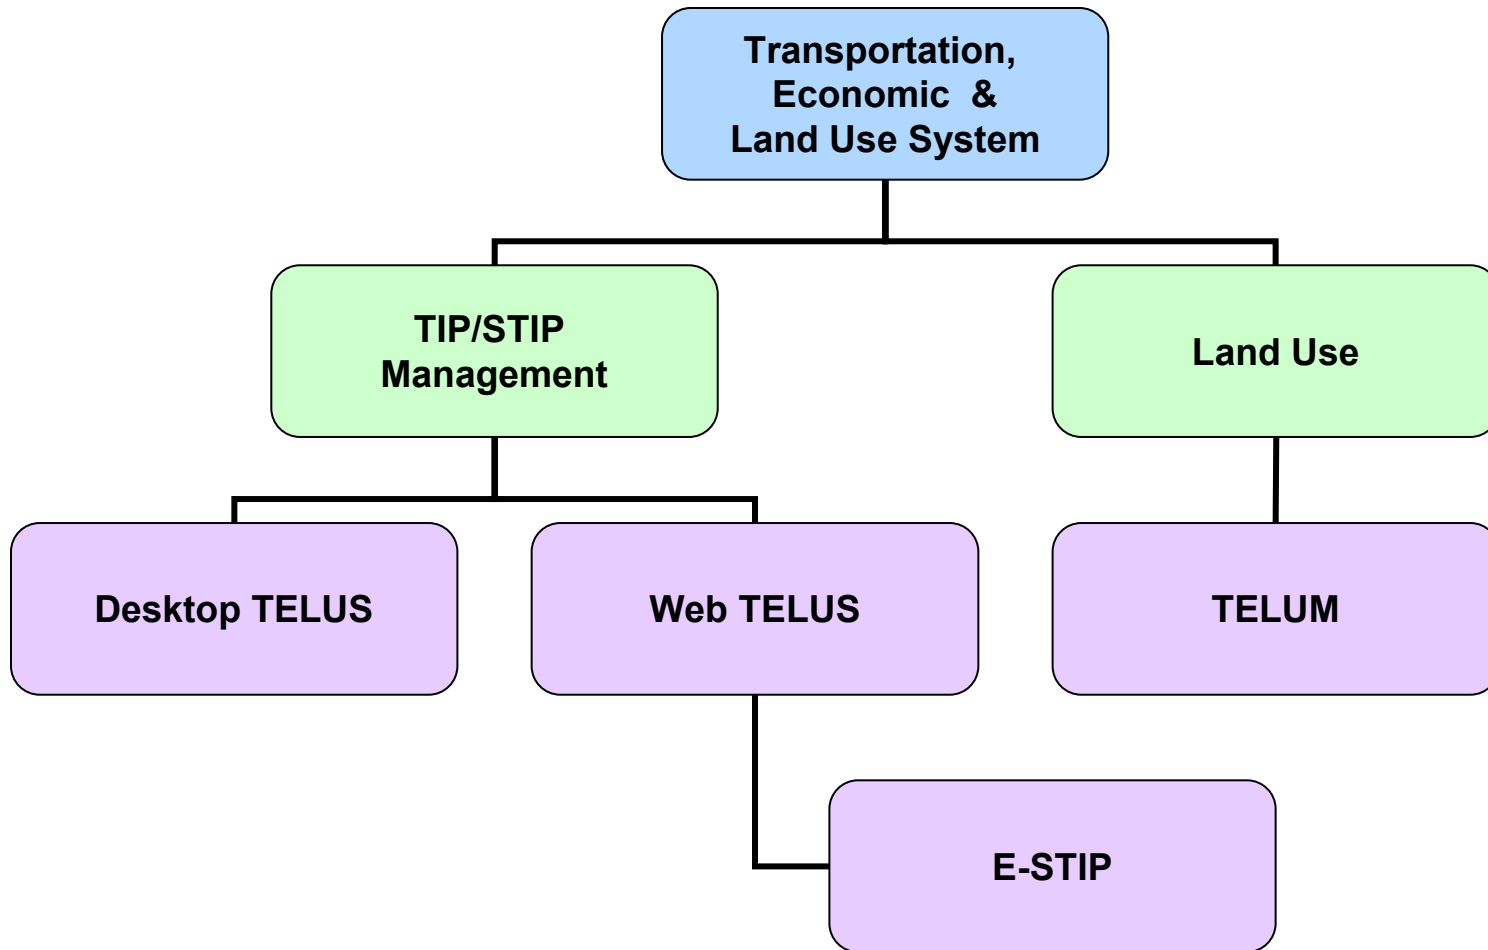 Transportation,
Economic &
Land Use System
TIP/STIP
Management
Land Use
Desktop TELUS
Web TELUS
TELUM
E-STIP